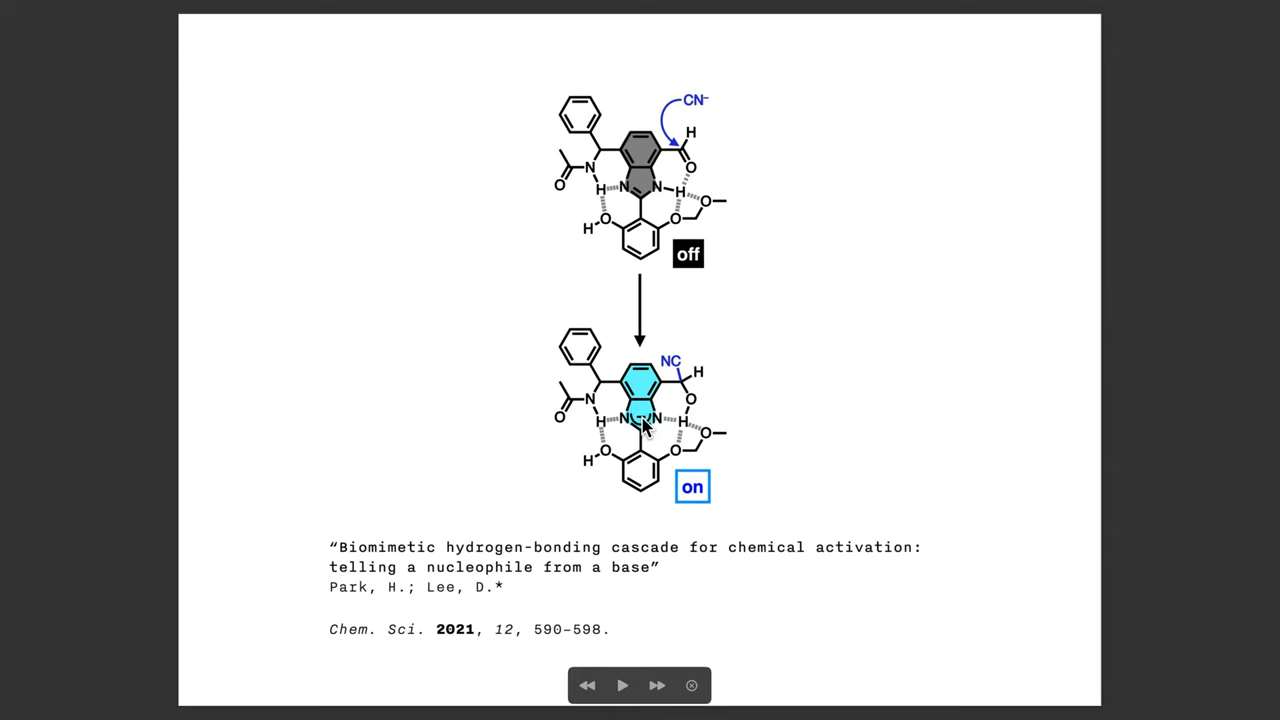 CN⁻
H
O
N
O
H
N
N
H
O
H
O
O
off
NC
H
O
N
O
H
N
N
H
O
H
O
O
on
“Biomimetic hydrogen-bonding cascade for chemical activation:
telling a nucleophile from a base”
Park, H.; Lee, D.*
Chem. Sci. 2021, 12, 590–598.